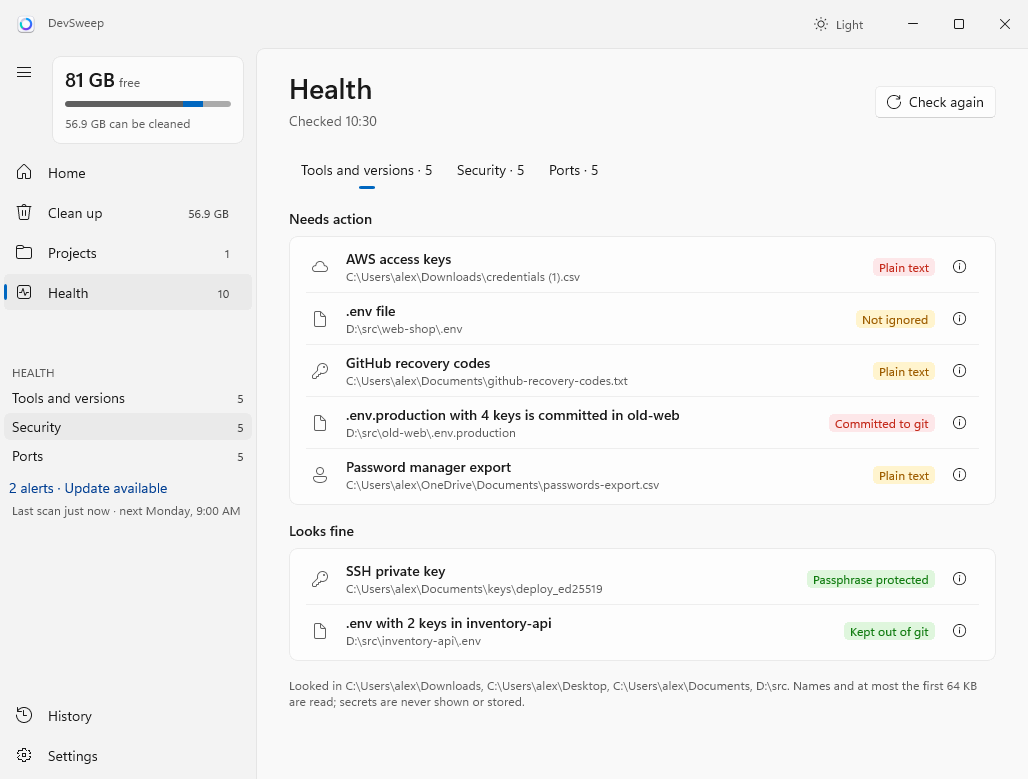 DevSweep
Light
81 GB free
56.9 GB can be cleaned
Home
Clean up 56.9 GB
Projects 1
Health 10
HEALTH
Tools and versions 5
Security 5
Ports 5
2 alerts · Update available
Last scan just now · next Monday, 9:00 AM
History
Settings
Health
Checked 10:30
Check again
Tools and versions · 5 Security · 5 Ports · 5
Needs action
AWS access keys
C:\Users\alex\Downloads\credentials (1).csv
Plain text
.env file
D:\src\web-shop\.env
Not ignored
GitHub recovery codes
C:\Users\alex\Documents\github-recovery-codes.txt
Plain text
.env.production with 4 keys is committed in old-web
D:\src\old-web\.env.production
Committed to git
Password manager export
C:\Users\alex\OneDrive\Documents\passwords-export.csv
Plain text
Looks fine
SSH private key
C:\Users\alex\Documents\keys\deploy_ed25519
Passphrase protected
.env with 2 keys in inventory-api
D:\src\inventory-api\.env
Kept out of git
Looked in C:\Users\alex\Downloads, C:\Users\alex\Desktop, C:\Users\alex\Documents, D:\src. Names and at most the first 64 KB
are read; secrets are never shown or stored.